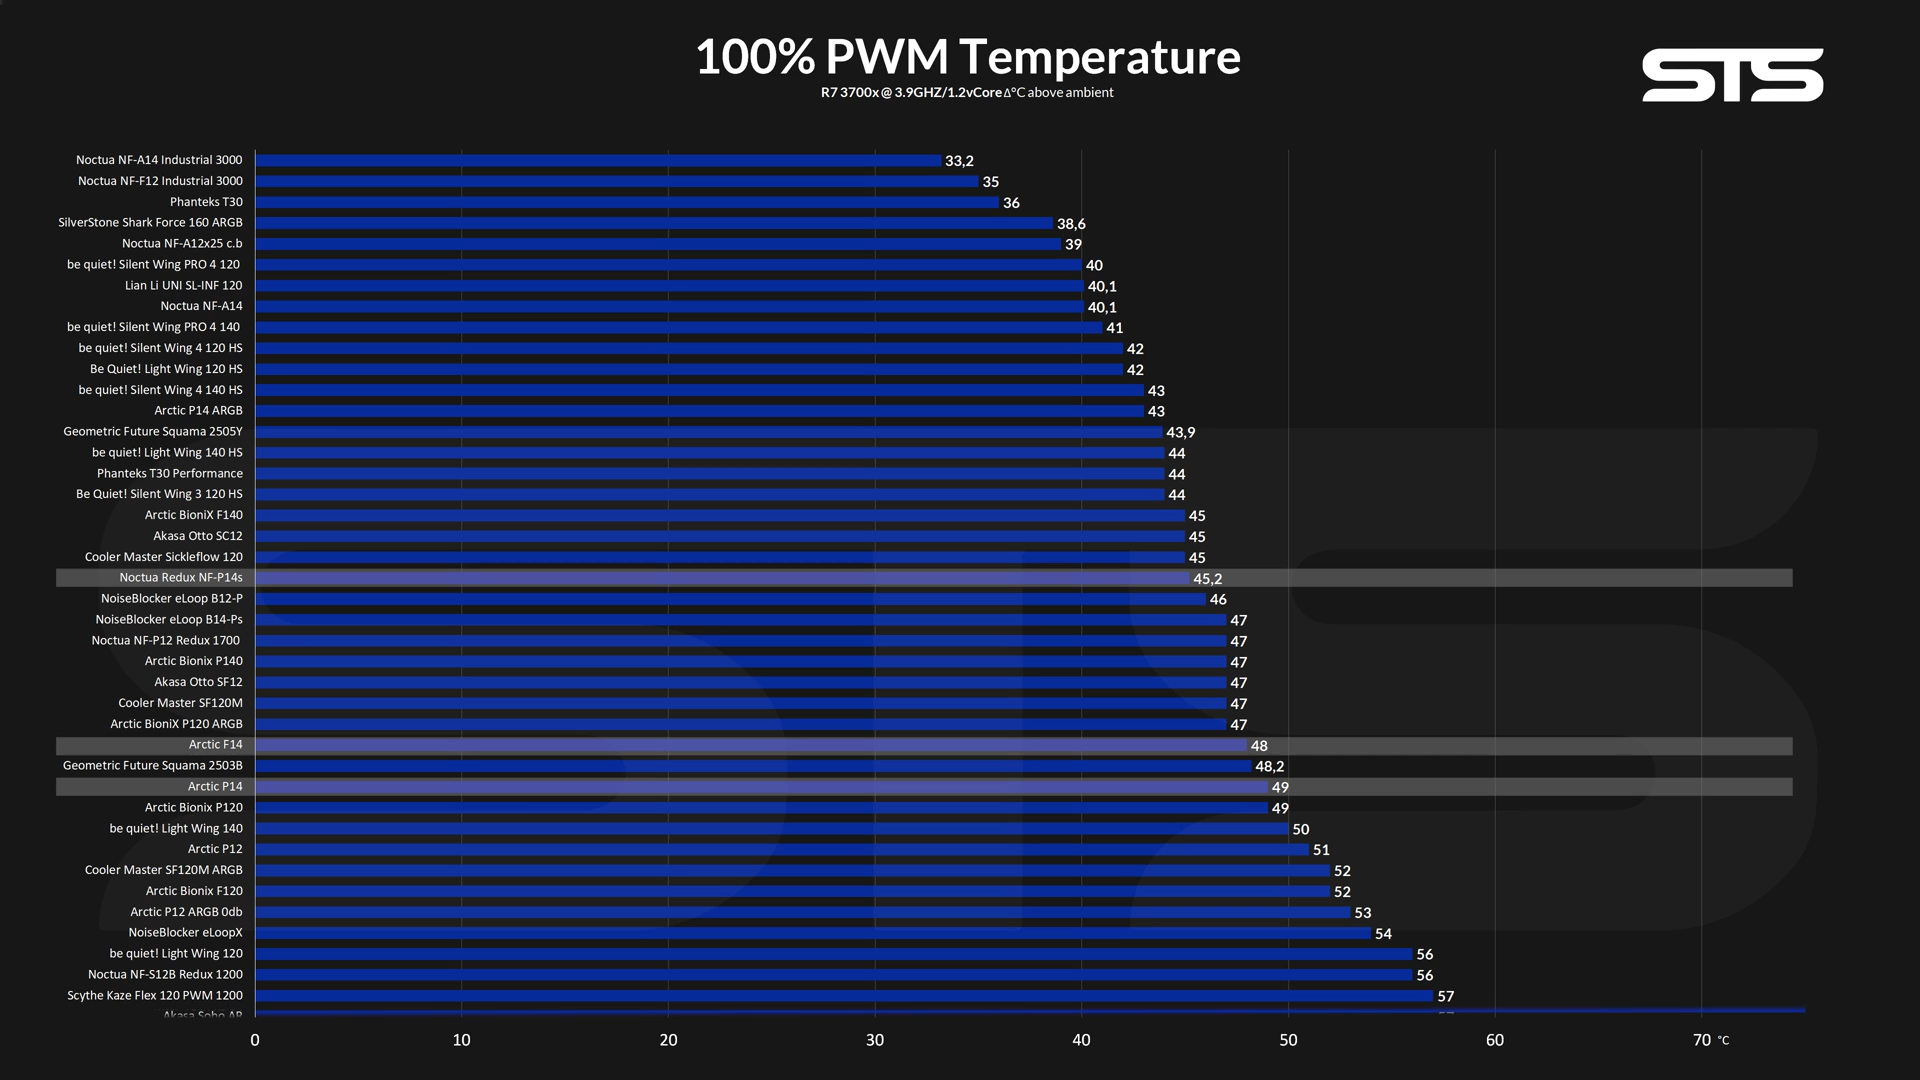 100% PWM Temperature
STS
R7 3700x @ 3.9GHZ/1.2vCore Δ°C above ambient
Noctua NF-A14 Industrial 3000 33,2
Noctua NF-F12 Industrial 3000 35
Phanteks T30 36
SilverStone Shark Force 160 ARGB 38,6
Noctua NF-A12x25 c.b 39
be quiet! Silent Wing PRO 4 120 40
Lian Li UNI SL-INF 120 40,1
Noctua NF-A14 40,1
be quiet! Silent Wing PRO 4 140 41
be quiet! Silent Wing 4 120 HS 42
Be Quiet! Light Wing 120 HS 42
be quiet! Silent Wing 4 140 HS 43
Arctic P14 ARGB 43
Geometric Future Squama 2505Y 43,9
be quiet! Light Wing 140 HS 44
Phanteks T30 Performance 44
Be Quiet! Silent Wing 3 120 HS 44
Arctic BioniX F140 45
Akasa Otto SC12 45
Cooler Master Sickleflow 120 45
Noctua Redux NF-P14s 45,2
NoiseBlocker eLoop B12-P 46
NoiseBlocker eLoop B14-Ps 47
Noctua NF-P12 Redux 1700 47
Arctic Bionix P140 47
Akasa Otto SF12 47
Cooler Master SF120M 47
Arctic BioniX P120 ARGB 47
Arctic F14 48
Geometric Future Squama 2503B 48,2
Arctic P14 49
Arctic Bionix P120 49
be quiet! Light Wing 140 50
Arctic P12 51
Cooler Master SF120M ARGB 52
Arctic Bionix F120 52
Arctic P12 ARGB 0db 53
NoiseBlocker eLoopX 54
be quiet! Light Wing 120 56
Noctua NF-S12B Redux 1200 56
Scythe Kaze Flex 120 PWM 1200 57
Akasa Soho AR
0 10 20 30 40 50 60 70 °C